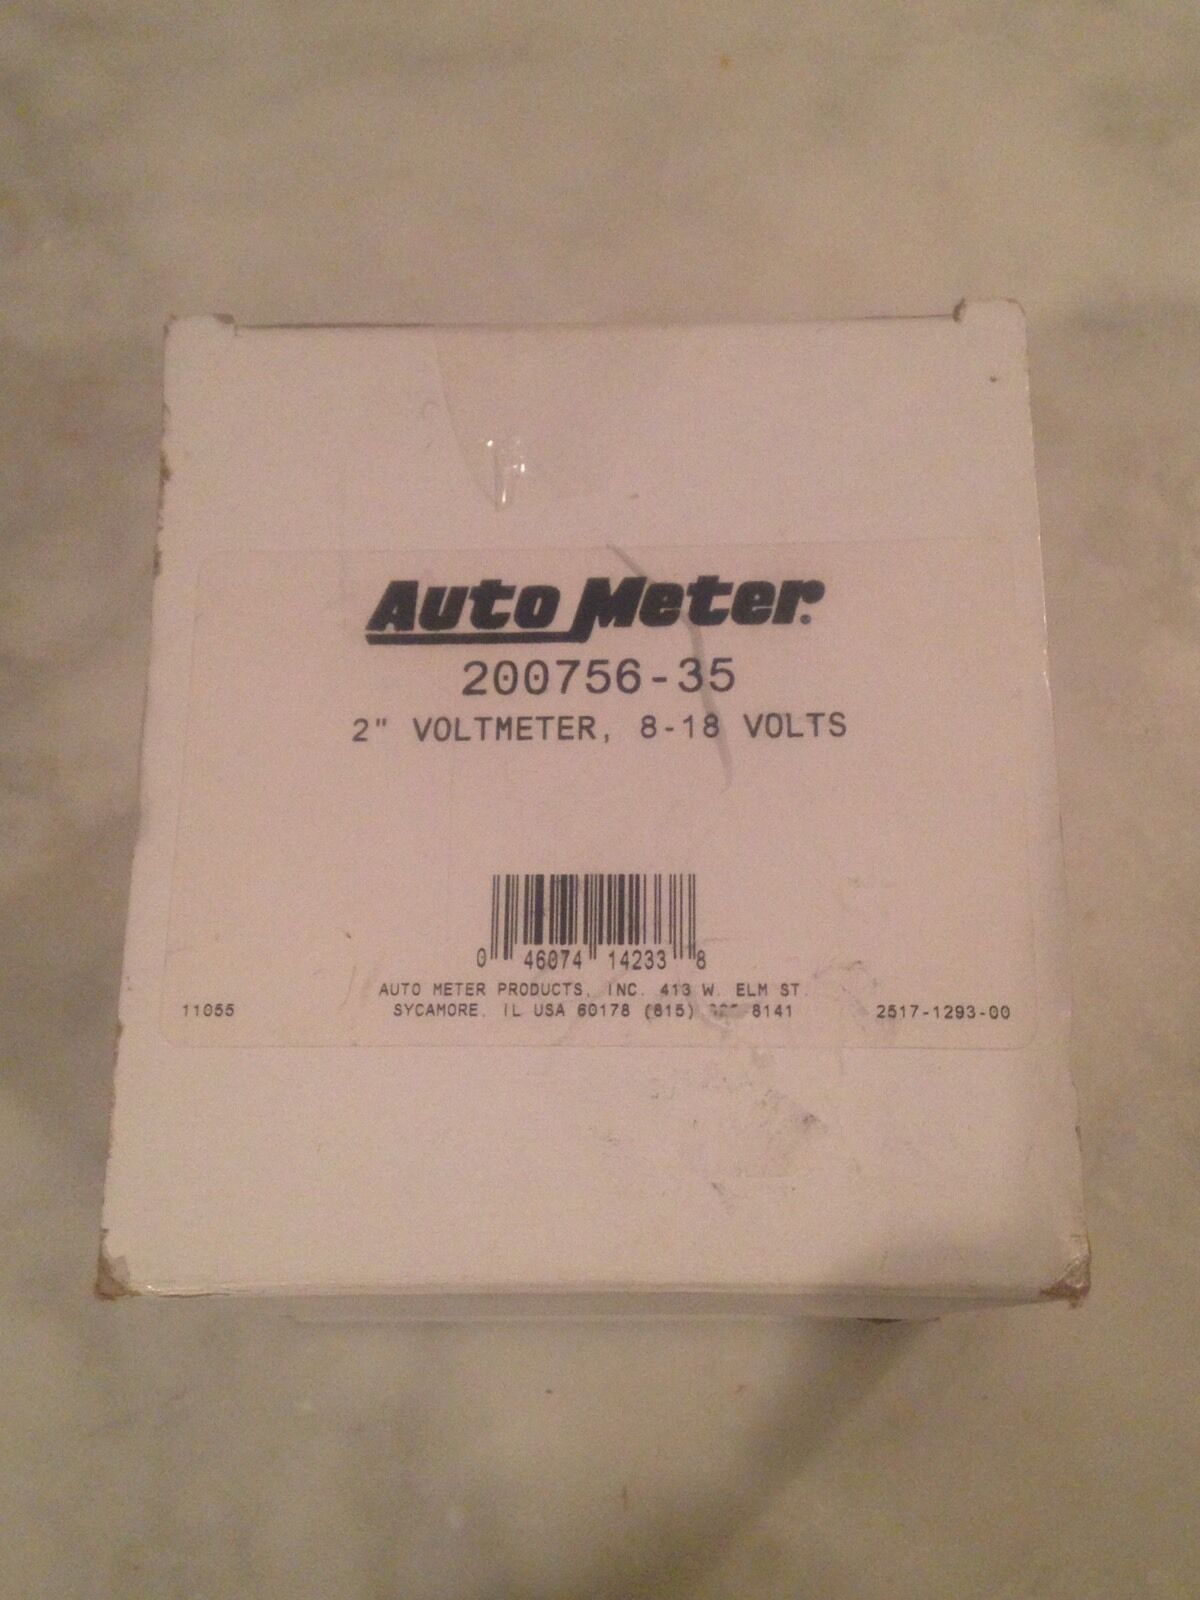 Auto Meter®
200756-35
2" VOLTMETER, 8-18 VOLTS
0 46074 14233 8
AUTO METER PRODUCTS, INC. 413 W. ELM ST.
11055 SYCAMORE, IL USA 60178 (815) 8141 2517-1293-00